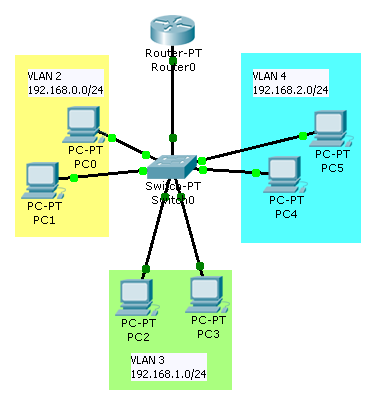 Router-PT
Router0
VLAN 2
192.168.0.0/24
VLAN 4
192.168.2.0/24
PC-PT
PC0
PC-PT
PC1
Switch-PT
Switch0
PC-PT
PC5
PC-PT
PC4
PC-PT
PC2
PC-PT
PC3
VLAN 3
192.168.1.0/24